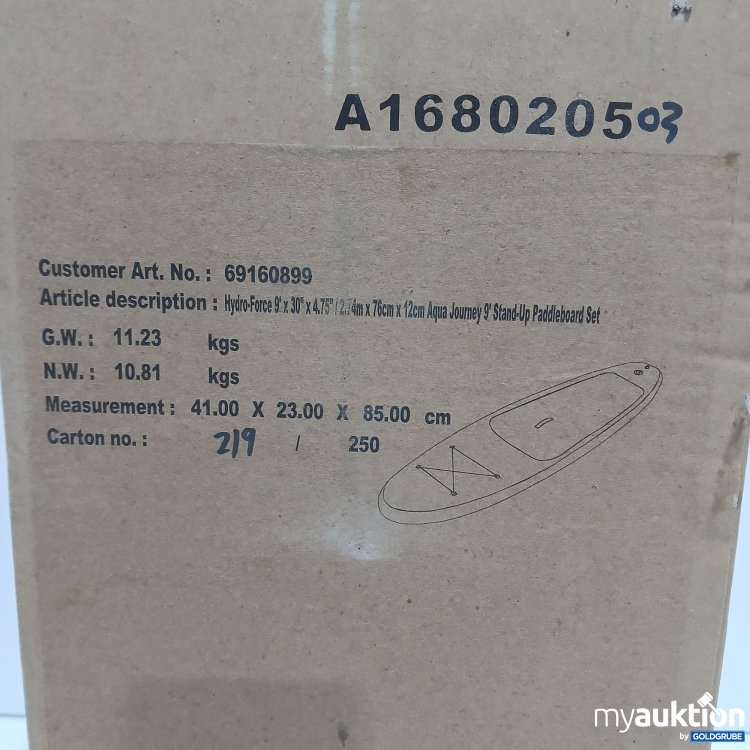 A168020503
Customer Art. No. : 69160899
Article description : Hydro-Force 9' x 30" x 4.75" / 2.74m x 76cm x 12cm Aqua Journey 9' Stand-Up Paddleboard Set
G.W. : 11.23 kgs
N.W. : 10.81 kgs
Measurement : 41.00 X 23.00 X 85.00 cm
Carton no. : 219 / 250
myauktion
by GOLDGRUBE